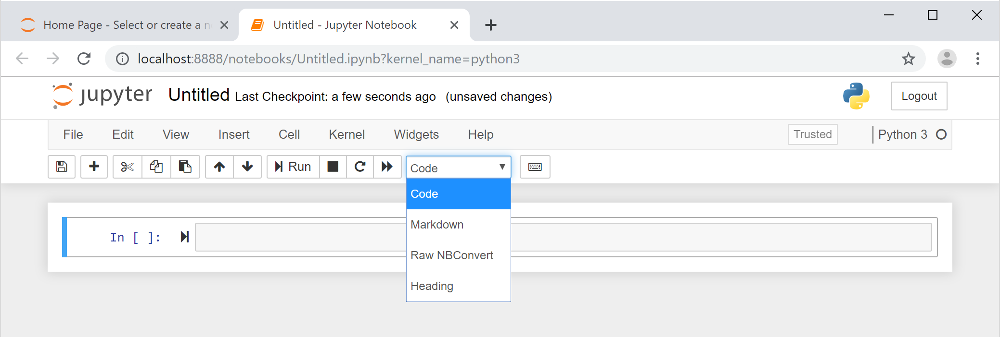 Home Page - Select or create a n
Untitled - Jupyter Notebook
localhost:8888/notebooks/Untitled.ipynb?kernel_name=python3
jupyter Untitled Last Checkpoint: a few seconds ago (unsaved changes)
Logout
File Edit View Insert Cell Kernel Widgets Help Trusted Python 3
Run Code
Code
Markdown
In [ ]:
Raw NBConvert
Heading